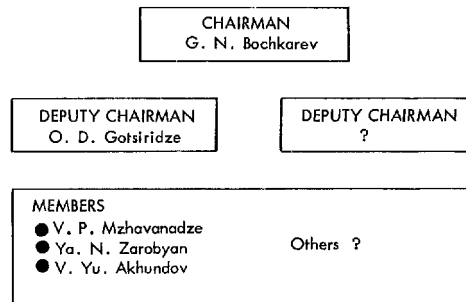 CHAIRMAN
G. N. Bochkarev
DEPUTY CHAIRMAN
O. D. Gotsiridze
DEPUTY CHAIRMAN
?
MEMBERS
● V. P. Mzhavanadze
● Ya. N. Zarobyan
● V. Yu. Akhundov
Others ?